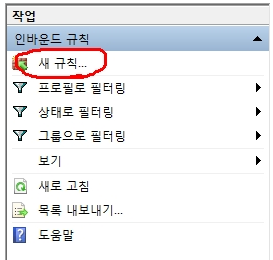 작업
인바운드 규칙
새 규칙...
프로필로 필터링
상태로 필터링
그룹으로 필터링
보기
새로 고침
목록 내보내기...
도움말